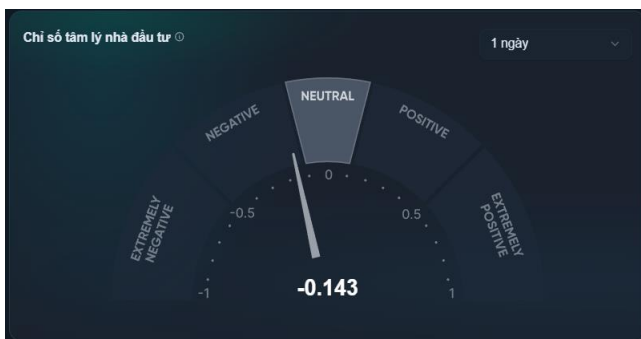 Chỉ số tâm lý nhà đầu tư
1 ngày
NEUTRAL
NEGATIVE
POSITIVE
EXTREMELY
NEGATIVE
EXTREMELY
POSITIVE
0
-0.5
0.5
-1
1
-0.143